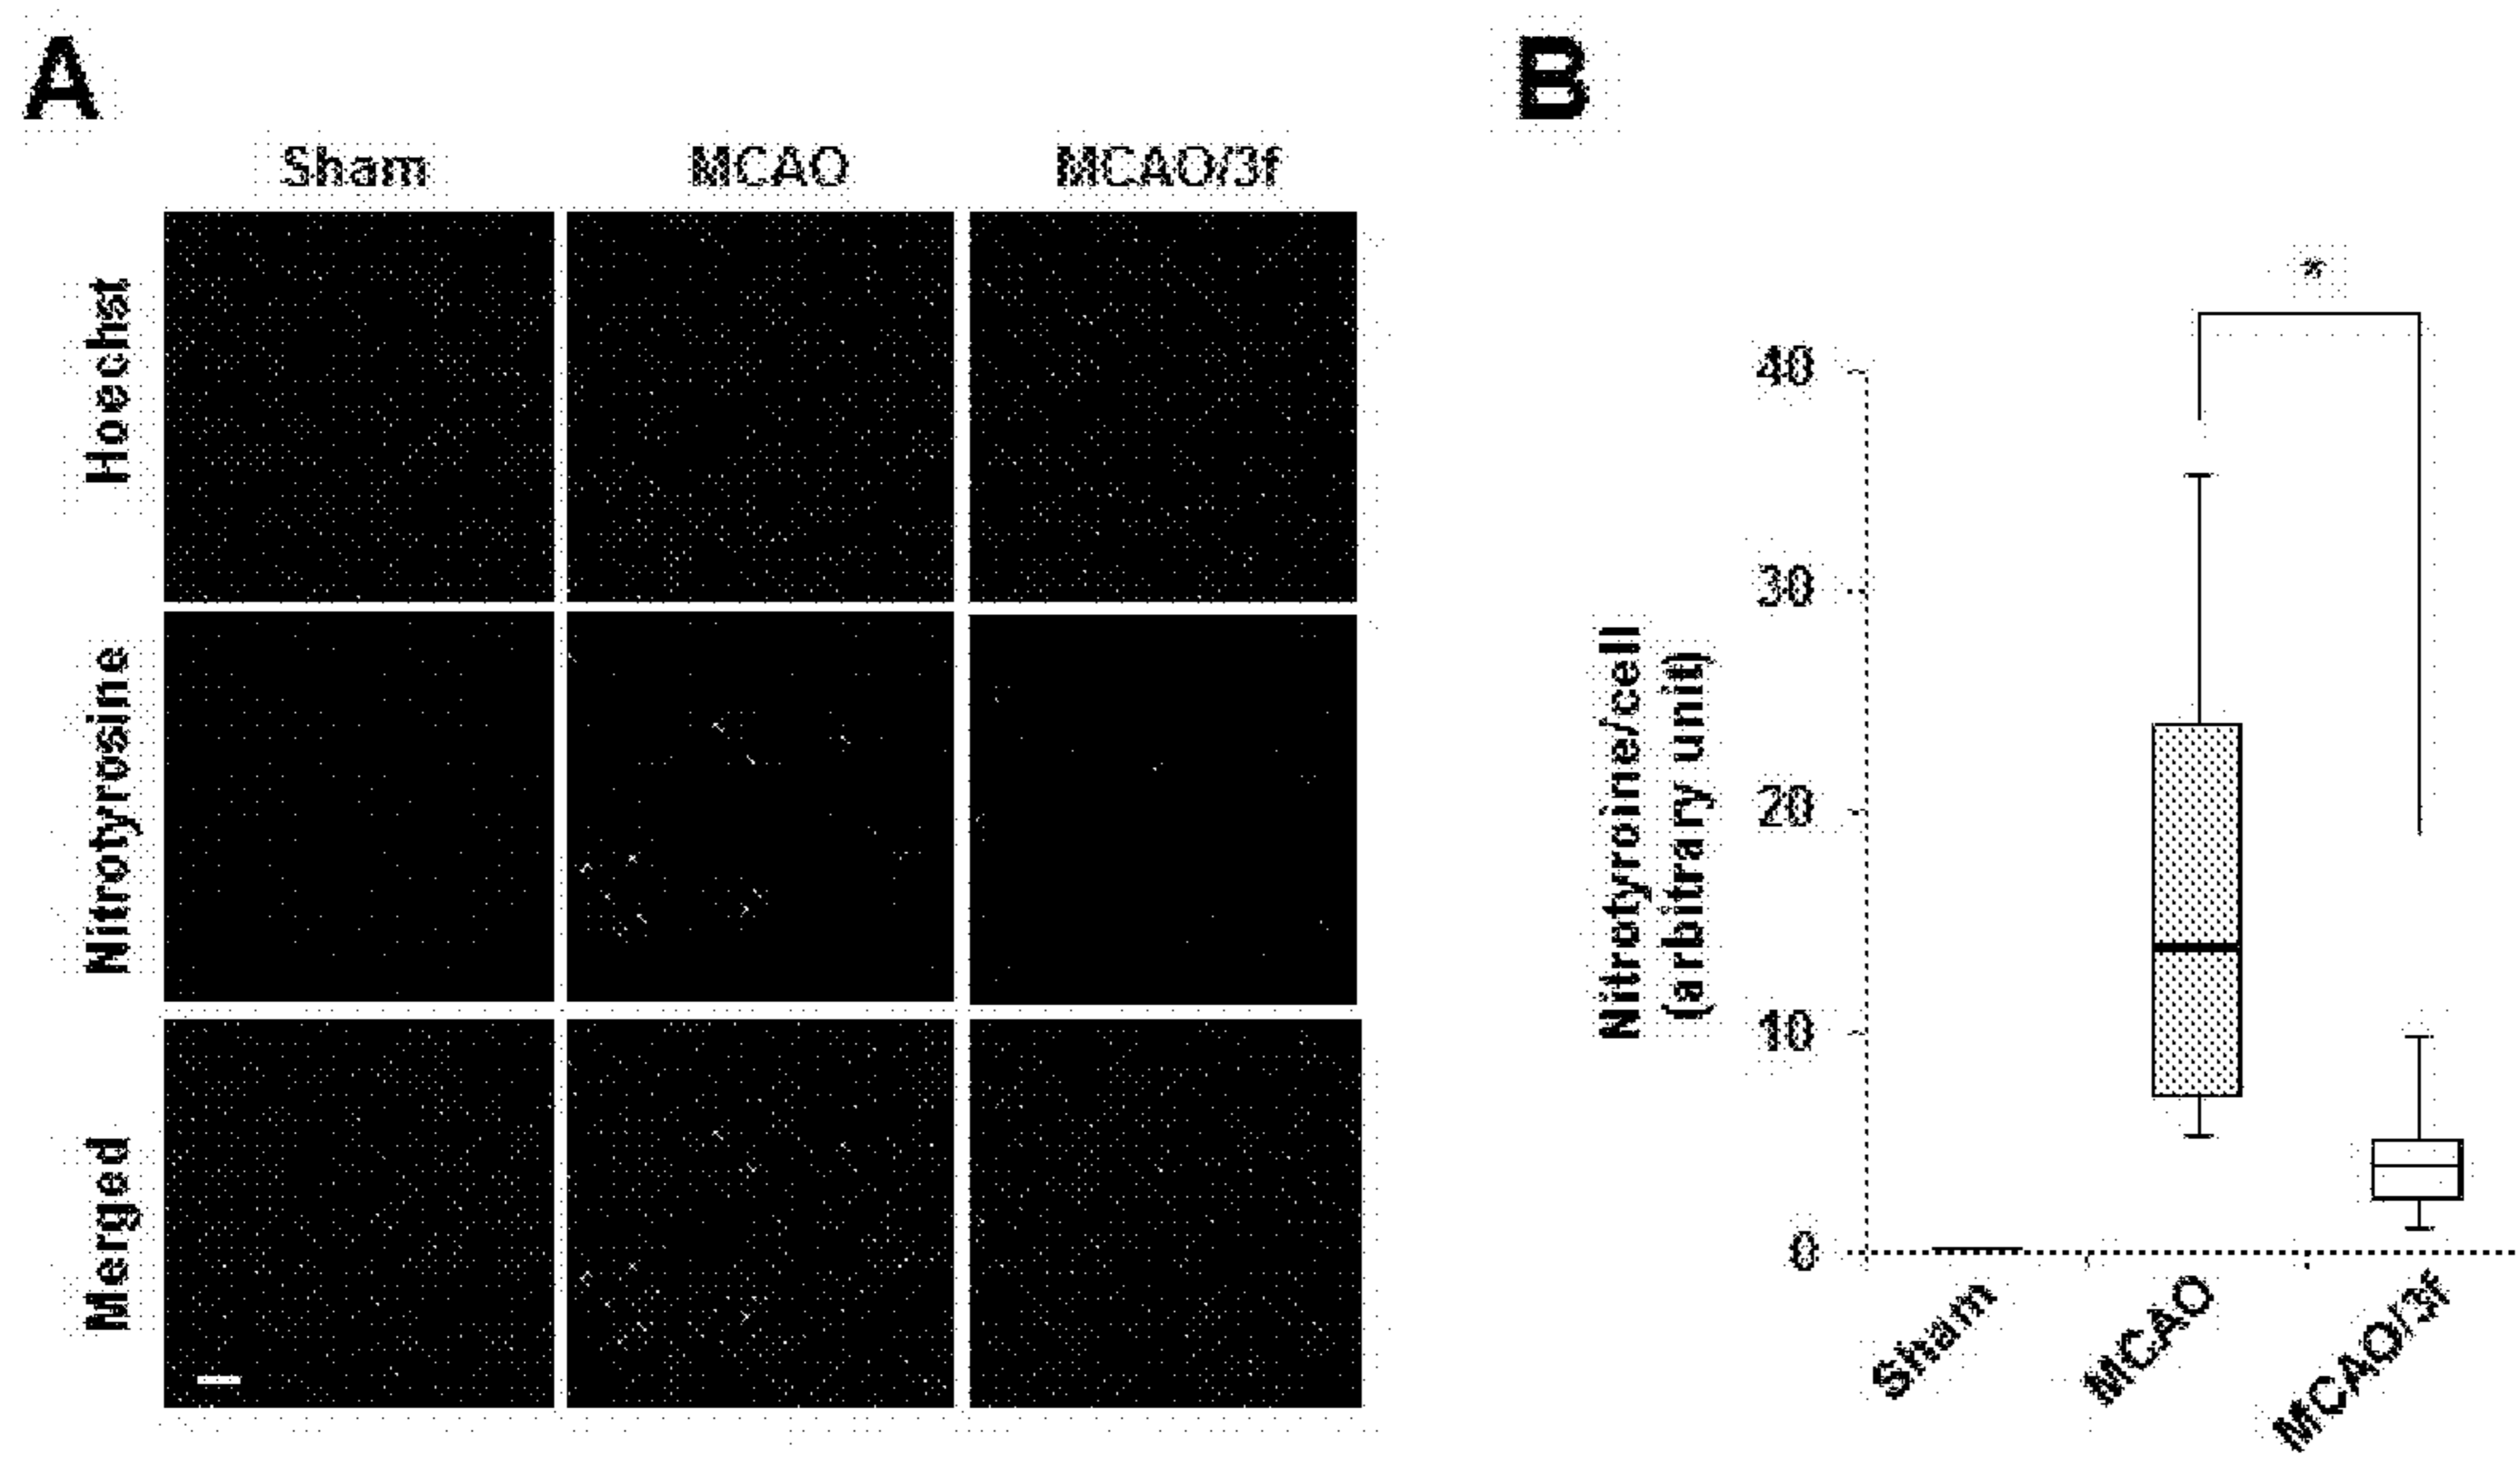 A
Sham MCAO MCAO/3f
Hoechst
Nitrotyrosine
Merged
B
*
Nitrotyroine/cell
(arbitrary unit)
40
30
20
10
0
Sham MCAO MCAO/3f